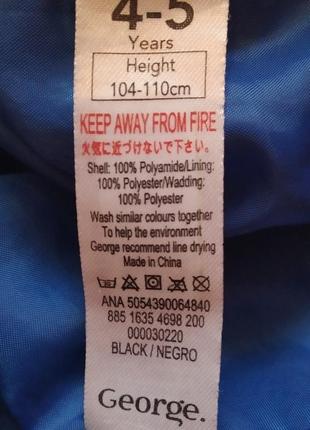 4-5
Years
Height
104-110cm
KEEP AWAY FROM FIRE
火気に近づけないで下さい。
Shell: 100% Polyamide/Lining:
100% Polyester/Wadding:
100% Polyester
Wash similar colours together
To help the environment
George recommend line drying
Made in China
ANA 5054390064840
885 1635 4698 200
000030220
BLACK / NEGRO
George.